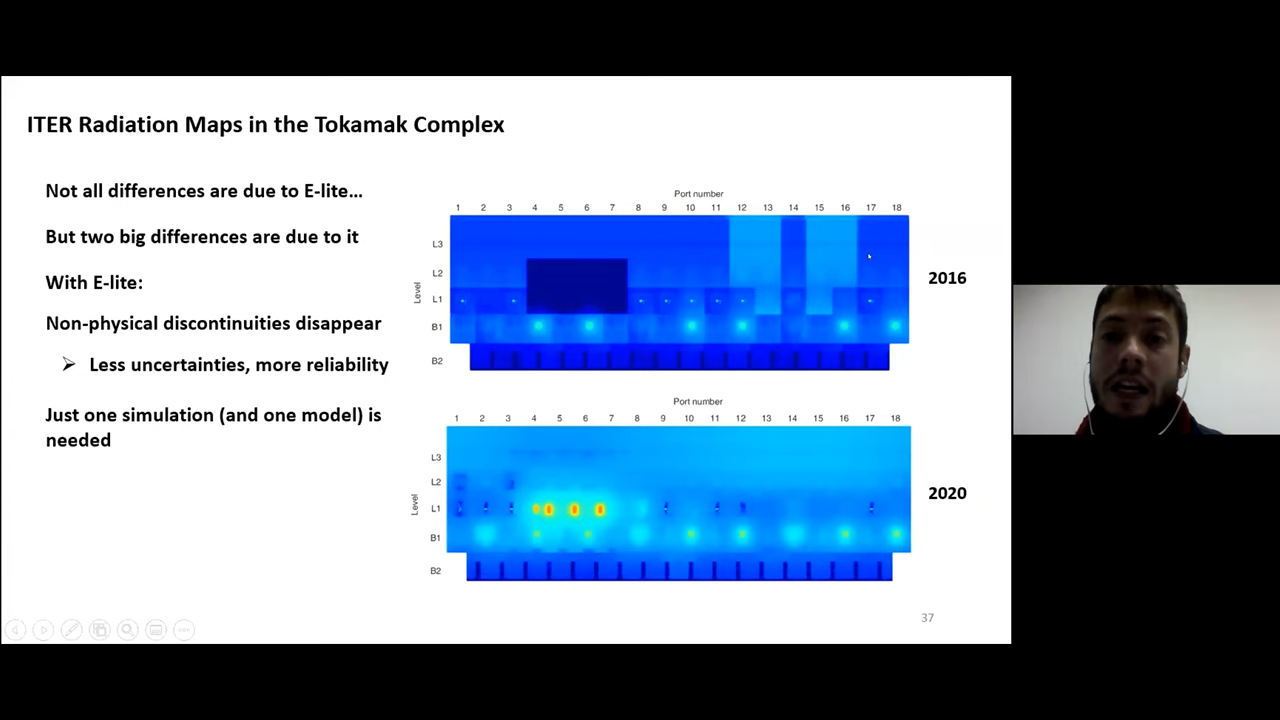 ITER Radiation Maps in the Tokamak Complex
Not all differences are due to E-lite...
But two big differences are due to it
With E-lite:
Non-physical discontinuities disappear
➢ Less uncertainties, more reliability
Just one simulation (and one model) is
needed
Port number
1 2 3 4 5 6 7 8 9 10 11 12 13 14 15 16 17 18
Level
L3
L2
L1
B1
B2
2016
Port number
1 2 3 4 5 6 7 8 9 10 11 12 13 14 15 16 17 18
Level
L3
L2
L1
B1
B2
2020
37